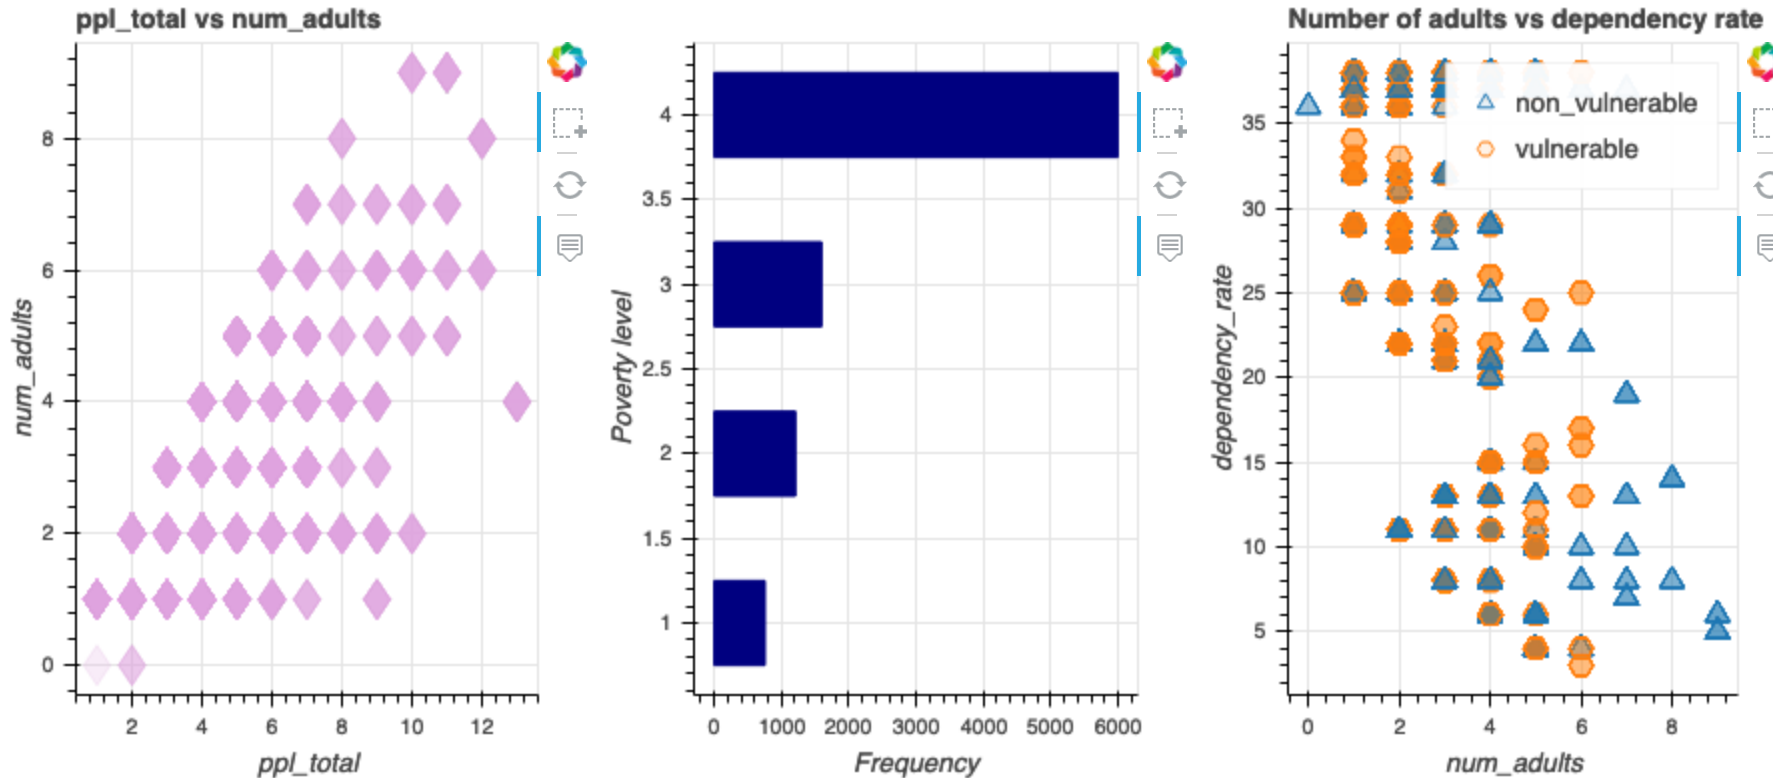 ppl_total vs num_adults
num_adults
8
6
4
2
0
2 4 6 8 10 12
ppl_total
Poverty level
4
3.5
3
2.5
2
1.5
1
0 1000 2000 3000 4000 5000 6000
Frequency
Number of adults vs dependency rate
non_vulnerable
vulnerable
dependency_rate
35
30
25
20
15
10
5
0 2 4 6 8
num_adults